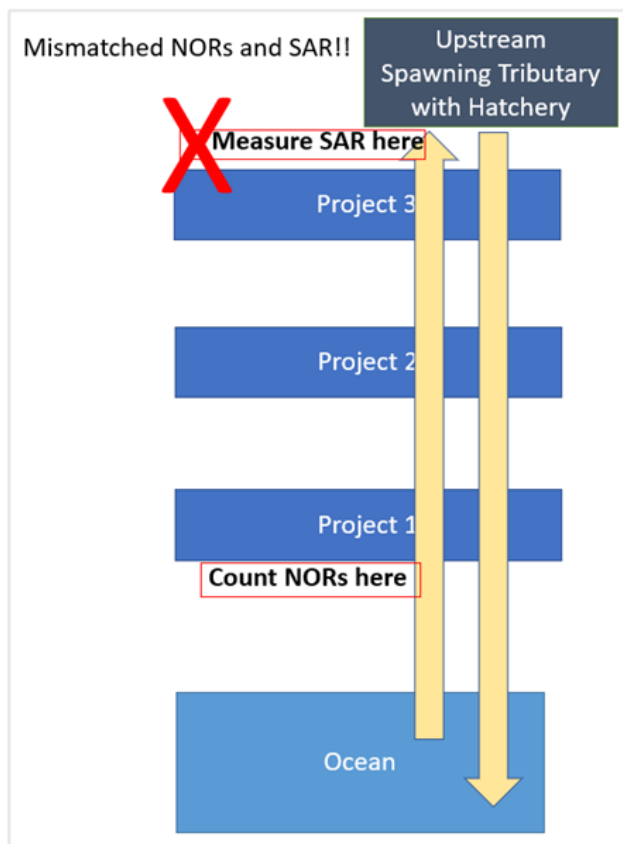 Mismatched NORs and SAR!!
Upstream
Spawning Tributary
with Hatchery
X
Measure SAR here
Project 3
Project 2
Project 1
Count NORs here
Ocean